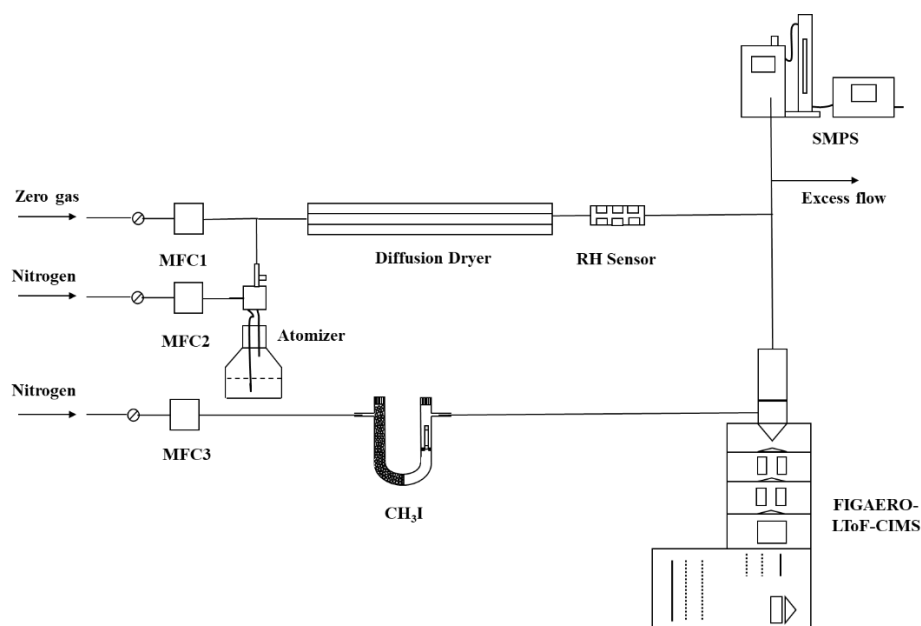 SMPS
Zero gas
Excess flow
MFC1
Diffusion Dryer
RH Sensor
Nitrogen
MFC2
Atomizer
Nitrogen
MFC3
CH₃I
FIGAERO-
LToF-CIMS